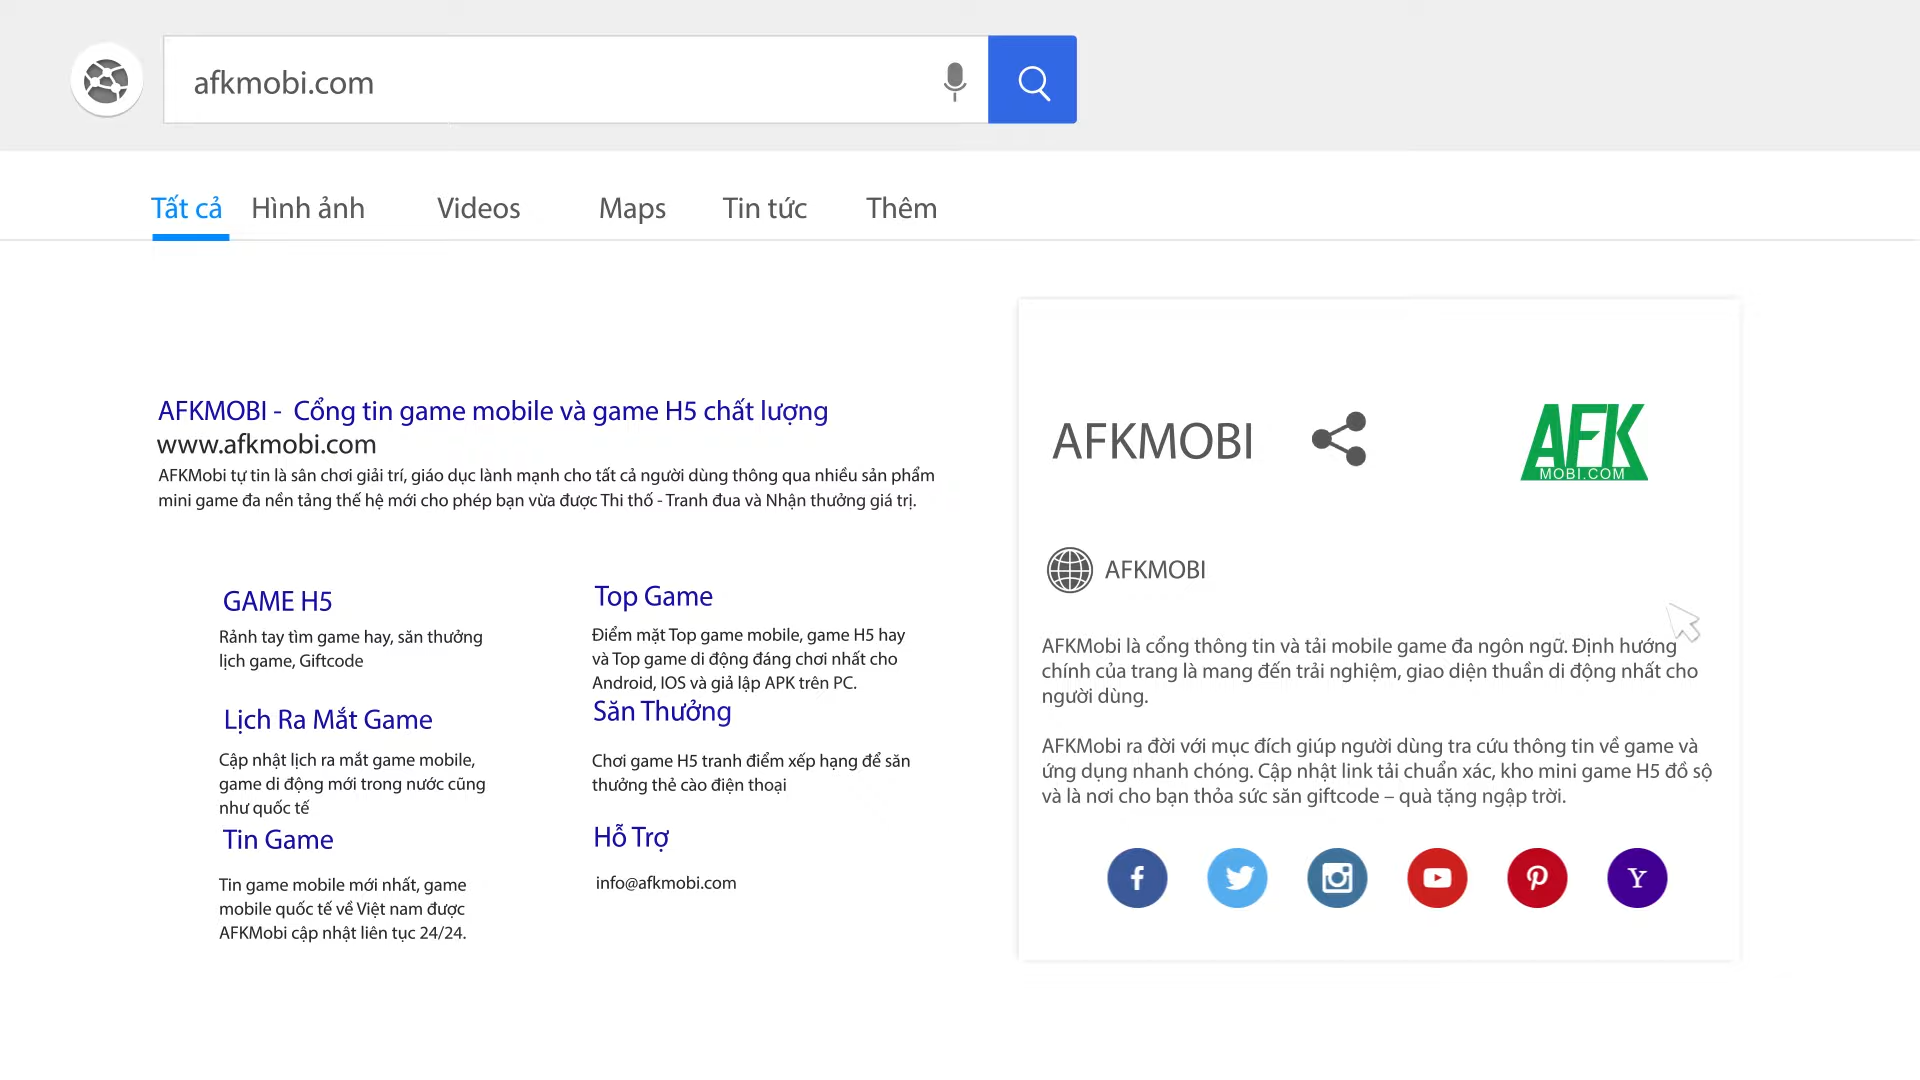 afkmobi.com
Tất cả
Hình ảnh
Videos
Maps
Tin tức
Thêm
AFKMOBI - Cổng tin game mobile và game H5 chất lượng
www.afkmobi.com
AFKMobi tự tin là sân chơi giải trí, giáo dục lành mạnh cho tất cả người dùng thông qua nhiều sản phẩm
mini game đa nền tảng thế hệ mới cho phép bạn vừa được Thi thố - Tranh đua và Nhận thưởng giá trị.
GAME H5
Rảnh tay tìm game hay, săn thưởng
lịch game, Giftcode
Lịch Ra Mắt Game
Cập nhật lịch ra mắt game mobile,
game di động mới trong nước cũng
như quốc tế
Tin Game
Tin game mobile mới nhất, game
mobile quốc tế về Việt nam được
AFKMobi cập nhật liên tục 24/24.
Top Game
Điểm mặt Top game mobile, game H5 hay
và Top game di động đáng chơi nhất cho
Android, IOS và giả lập APK trên PC.
Săn Thưởng
Chơi game H5 tranh điểm xếp hạng để săn
thưởng thẻ cào điện thoại
Hỗ Trợ
info@afkmobi.com
AFKMOBI
AFK
MOBI.COM
AFKMOBI
AFKMobi là cổng thông tin và tải mobile game đa ngôn ngữ. Định hướng
chính của trang là mang đến trải nghiệm, giao diện thuần di động nhất cho
người dùng.
AFKMobi ra đời với mục đích giúp người dùng tra cứu thông tin về game và
ứng dụng nhanh chóng. Cập nhật link tải chuẩn xác, kho mini game H5 đồ sộ
và là nơi cho bạn thỏa sức săn giftcode – quà tặng ngập trời.